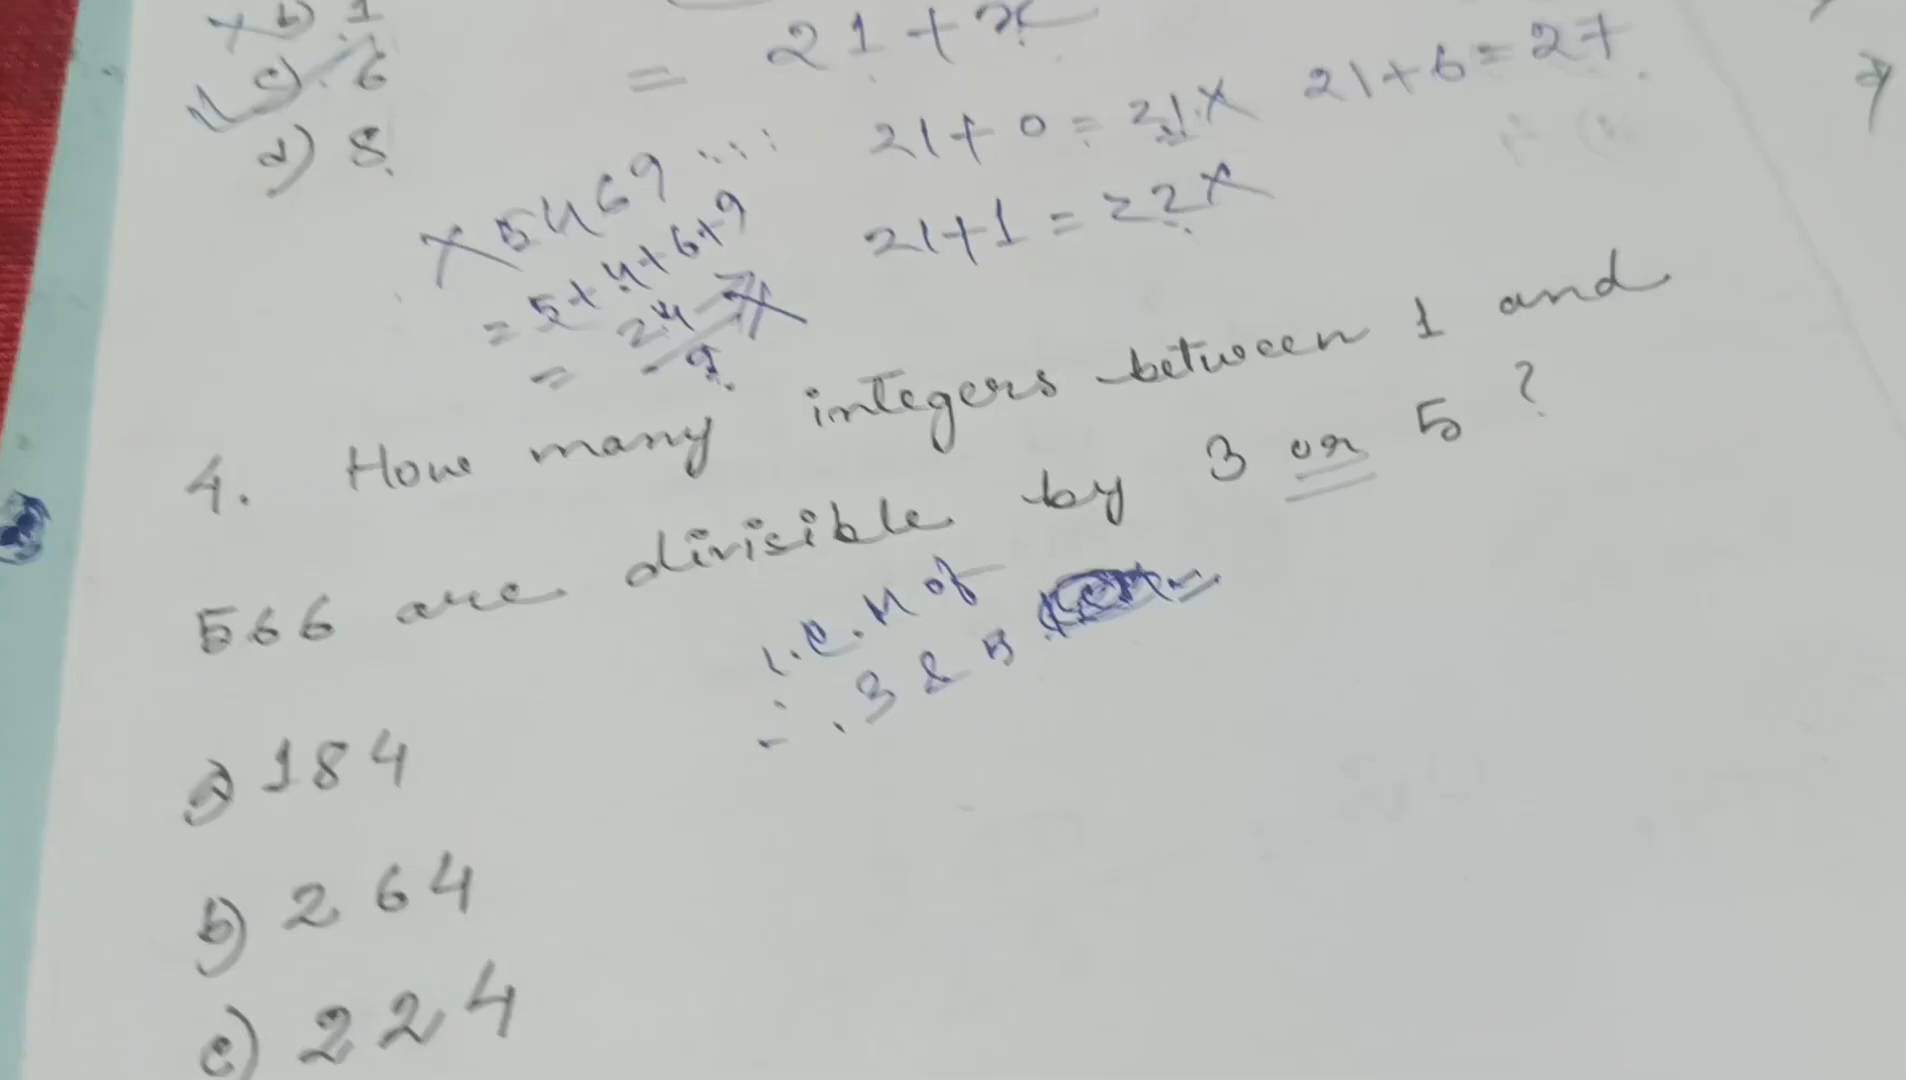 b) 1
c) 6
d) 8
= 21 + x
21 + 0 = 21 x
21 + 6 = 27
21 + 1 = 22 x
x 5469 ...
= 5 + 4 + 6 + 9
= 24
9
4. How many integers between 1 and
566 are divisible by 3 or 5 ?
L.C.M of
3 & 5
a) 184
b) 264
c) 224